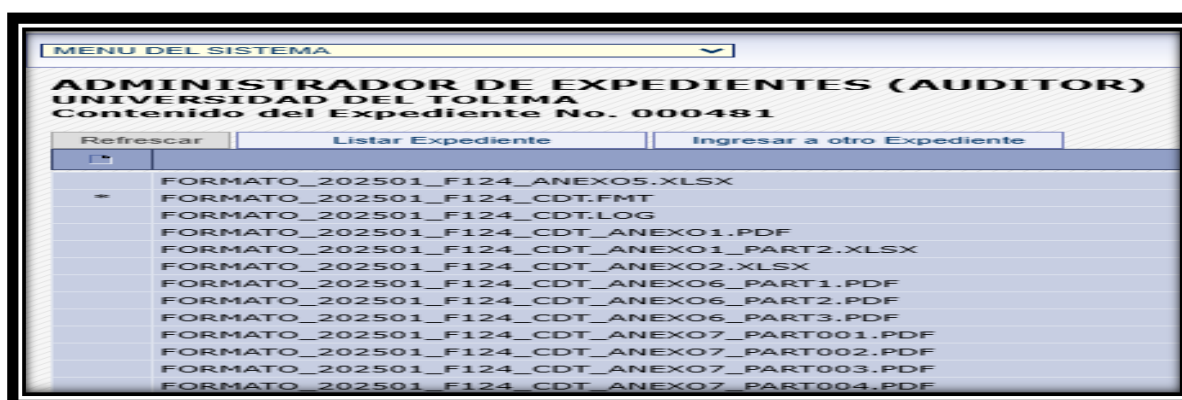 MENU DEL SISTEMA
ADMINISTRADOR DE EXPEDIENTES (AUDITOR)
UNIVERSIDAD DEL TOLIMA
Contenido del Expediente No. 000481
Refrescar Listar Expediente Ingresar a otro Expediente
FORMATO_202501_F124_ANEXO5.XLSX
* FORMATO_202501_F124_CDT.FMT
FORMATO_202501_F124_CDT.LOG
FORMATO_202501_F124_CDT_ANEXO1.PDF
FORMATO_202501_F124_CDT_ANEXO1_PART2.XLSX
FORMATO_202501_F124_CDT_ANEXO2.XLSX
FORMATO_202501_F124_CDT_ANEXO6_PART1.PDF
FORMATO_202501_F124_CDT_ANEXO6_PART2.PDF
FORMATO_202501_F124_CDT_ANEXO6_PART3.PDF
FORMATO_202501_F124_CDT_ANEXO7_PART001.PDF
FORMATO_202501_F124_CDT_ANEXO7_PART002.PDF
FORMATO_202501_F124_CDT_ANEXO7_PART003.PDF
FORMATO_202501_F124_CDT_ANEXO7_PART004.PDF